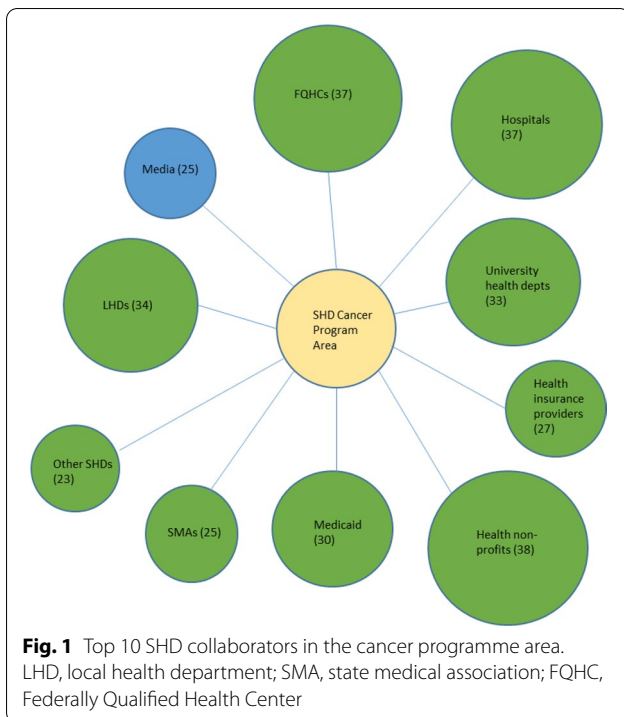 FQHCs (37)
Hospitals
(37)
Media (25)
University
health depts
(33)
LHDs (34)
SHD Cancer
Program
Area
Health
insurance
providers
(27)
Other SHDs
(23)
SMAs (25)
Medicaid
(30)
Health non-
profits (38)
Fig. 1 Top 10 SHD collaborators in the cancer programme area.
LHD, local health department; SMA, state medical association; FQHC,
Federally Qualified Health Center